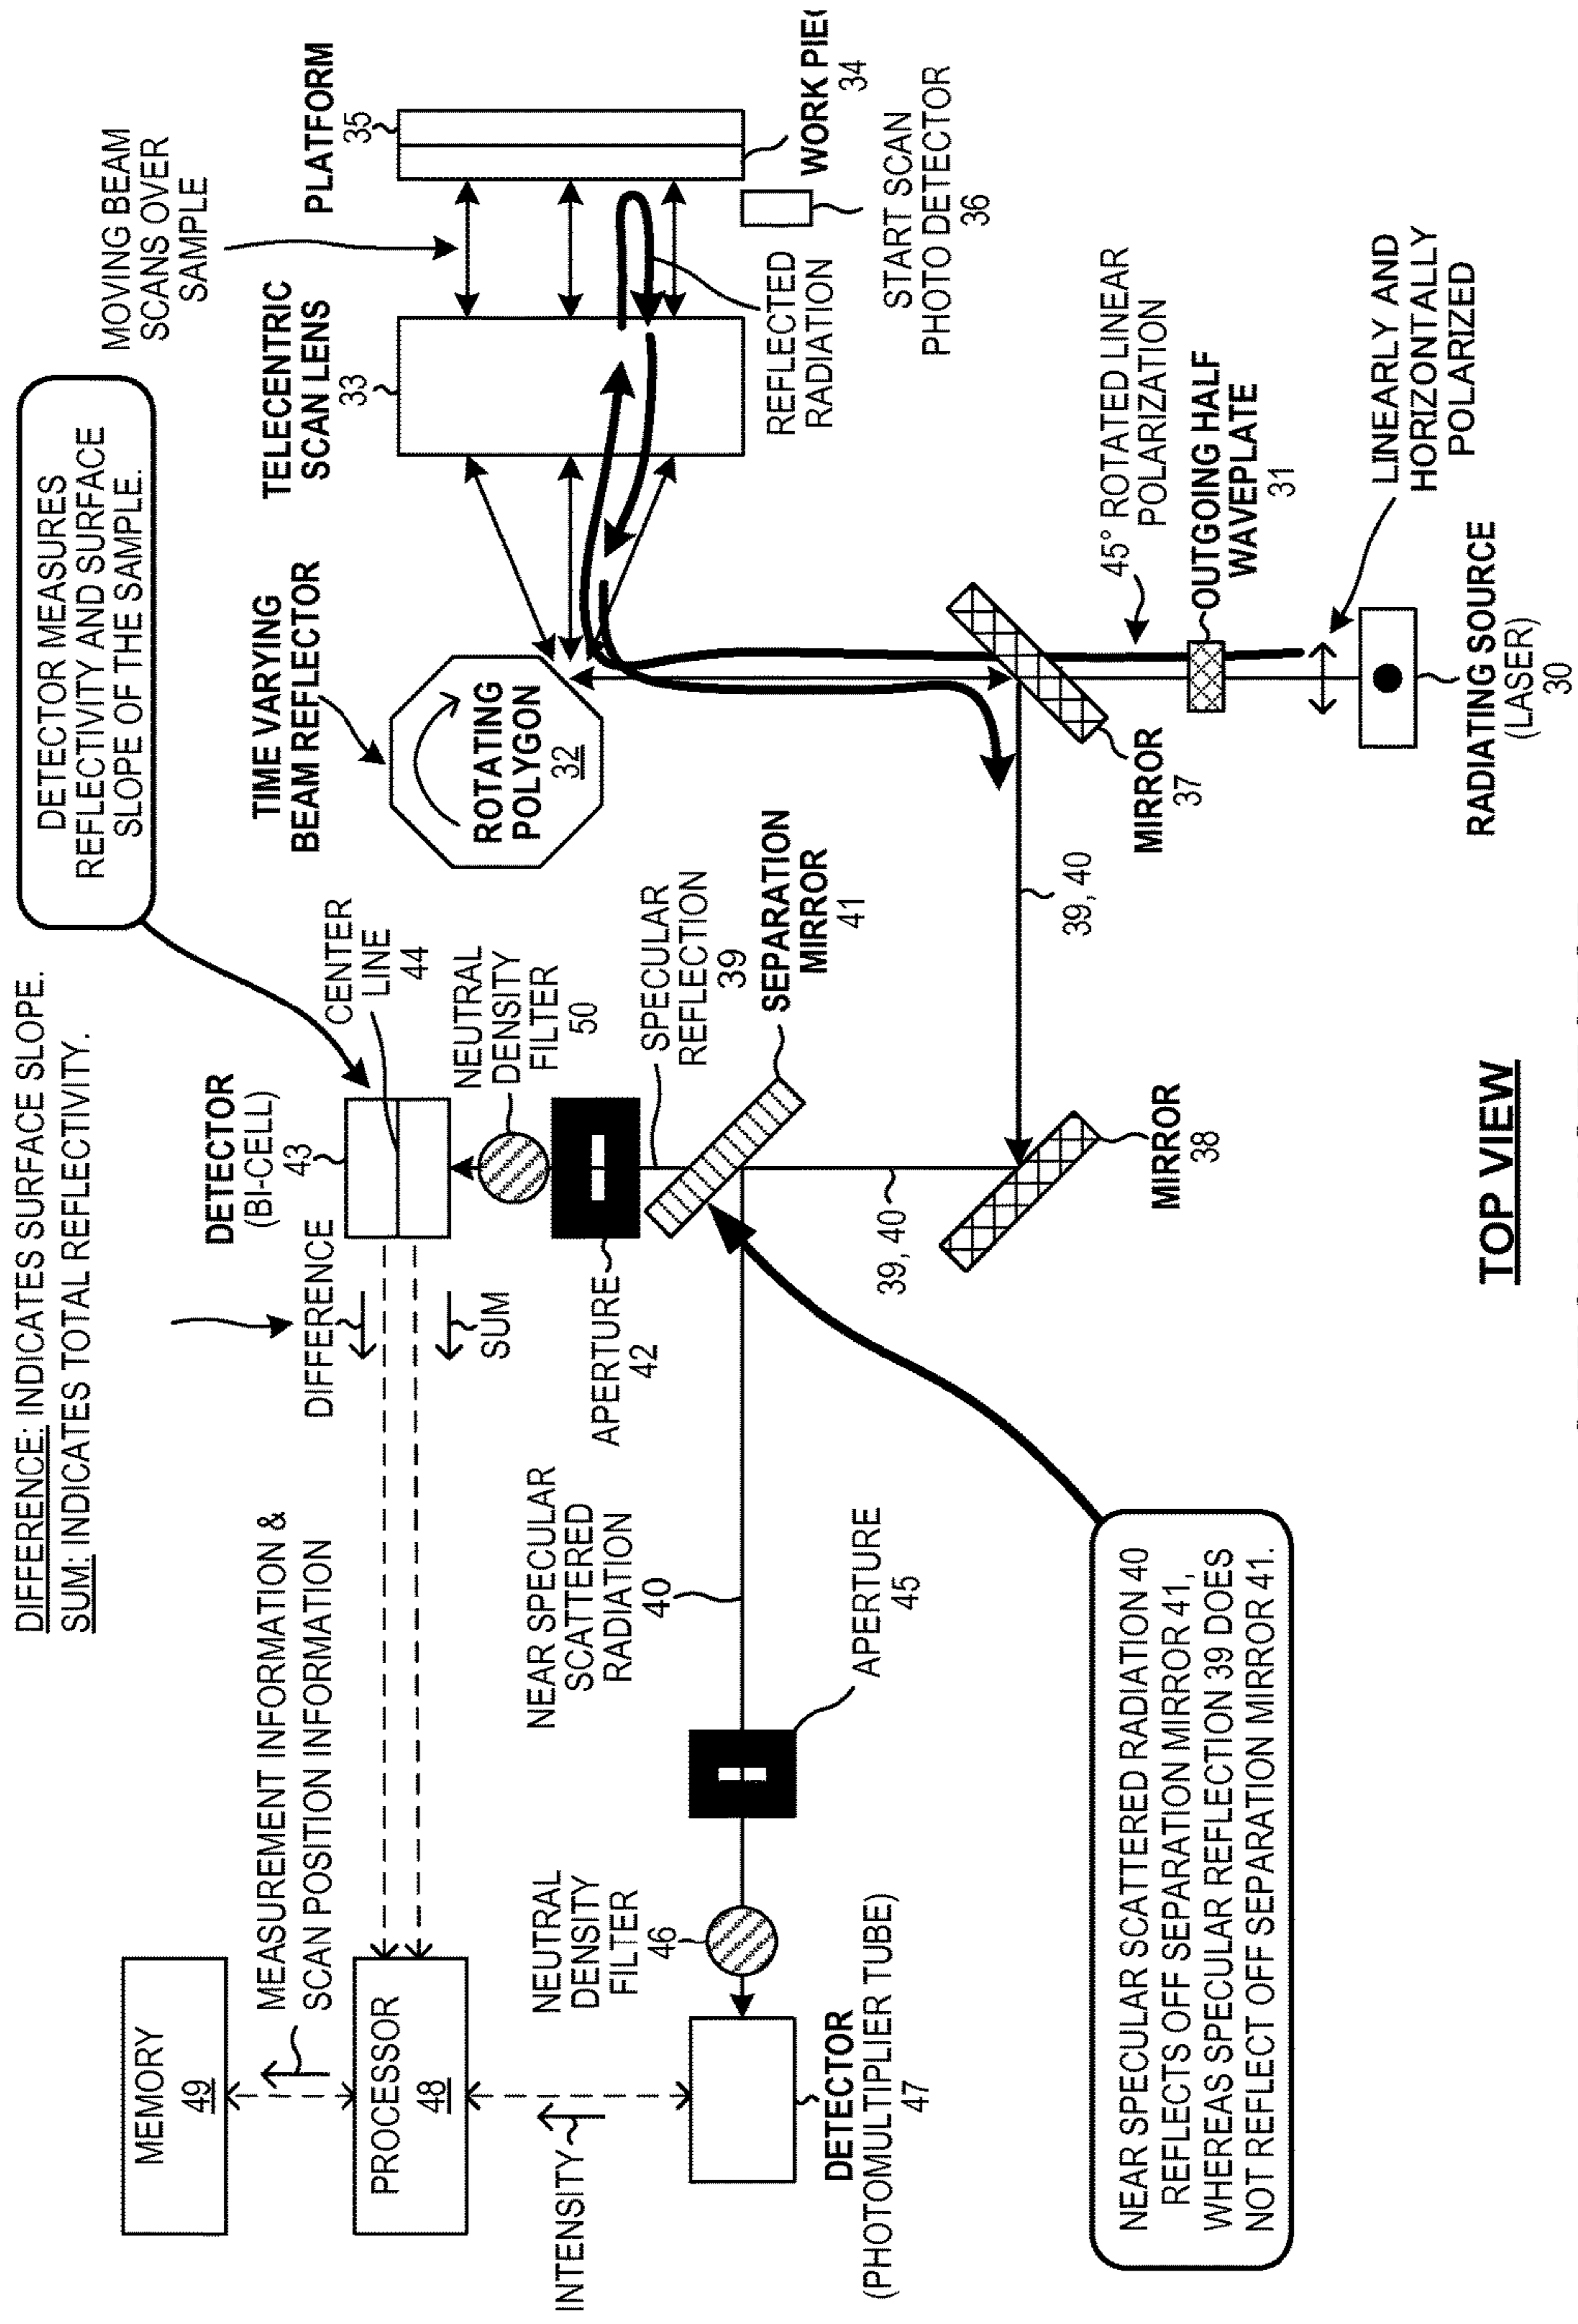 DIFFERENCE: INDICATES SURFACE SLOPE.
SUM: INDICATES TOTAL REFLECTIVITY.
DETECTOR MEASURES
REFLECTIVITY AND SURFACE
SLOPE OF THE SAMPLE.
MOVING BEAM
SCANS OVER
SAMPLE
MEMORY
49
MEASUREMENT INFORMATION &
SCAN POSITION INFORMATION
PROCESSOR
48
DIFFERENCE
SUM
DETECTOR
(BI-CELL)
43
CENTER
LINE
44
TIME VARYING
BEAM REFLECTOR
ROTATING
POLYGON
32
TELECENTRIC
SCAN LENS
33
PLATFORM
35
INTENSITY
NEUTRAL
DENSITY
FILTER
46
NEAR SPECULAR
SCATTERED
RADIATION
40
APERTURE
42
NEUTRAL
DENSITY
FILTER
50
SPECULAR
REFLECTION
39
SEPARATION
MIRROR
41
REFLECTED
RADIATION
WORK PIE
34
START SCAN
PHOTO DETECTOR
36
DETECTOR
(PHOTOMULTIPLIER TUBE)
47
APERTURE
45
39, 40
39, 40
MIRROR
38
MIRROR
37
45° ROTATED LINEAR
POLARIZATION
OUTGOING HALF
WAVEPLATE
31
LINEARLY AND
HORIZONTALLY
POLARIZED
RADIATING SOURCE
(LASER)
30
NEAR SPECULAR SCATTERED RADIATION 40
REFLECTS OFF SEPARATION MIRROR 41,
WHEREAS SPECULAR REFLECTION 39 DOES
NOT REFLECT OFF SEPARATION MIRROR 41.
TOP VIEW